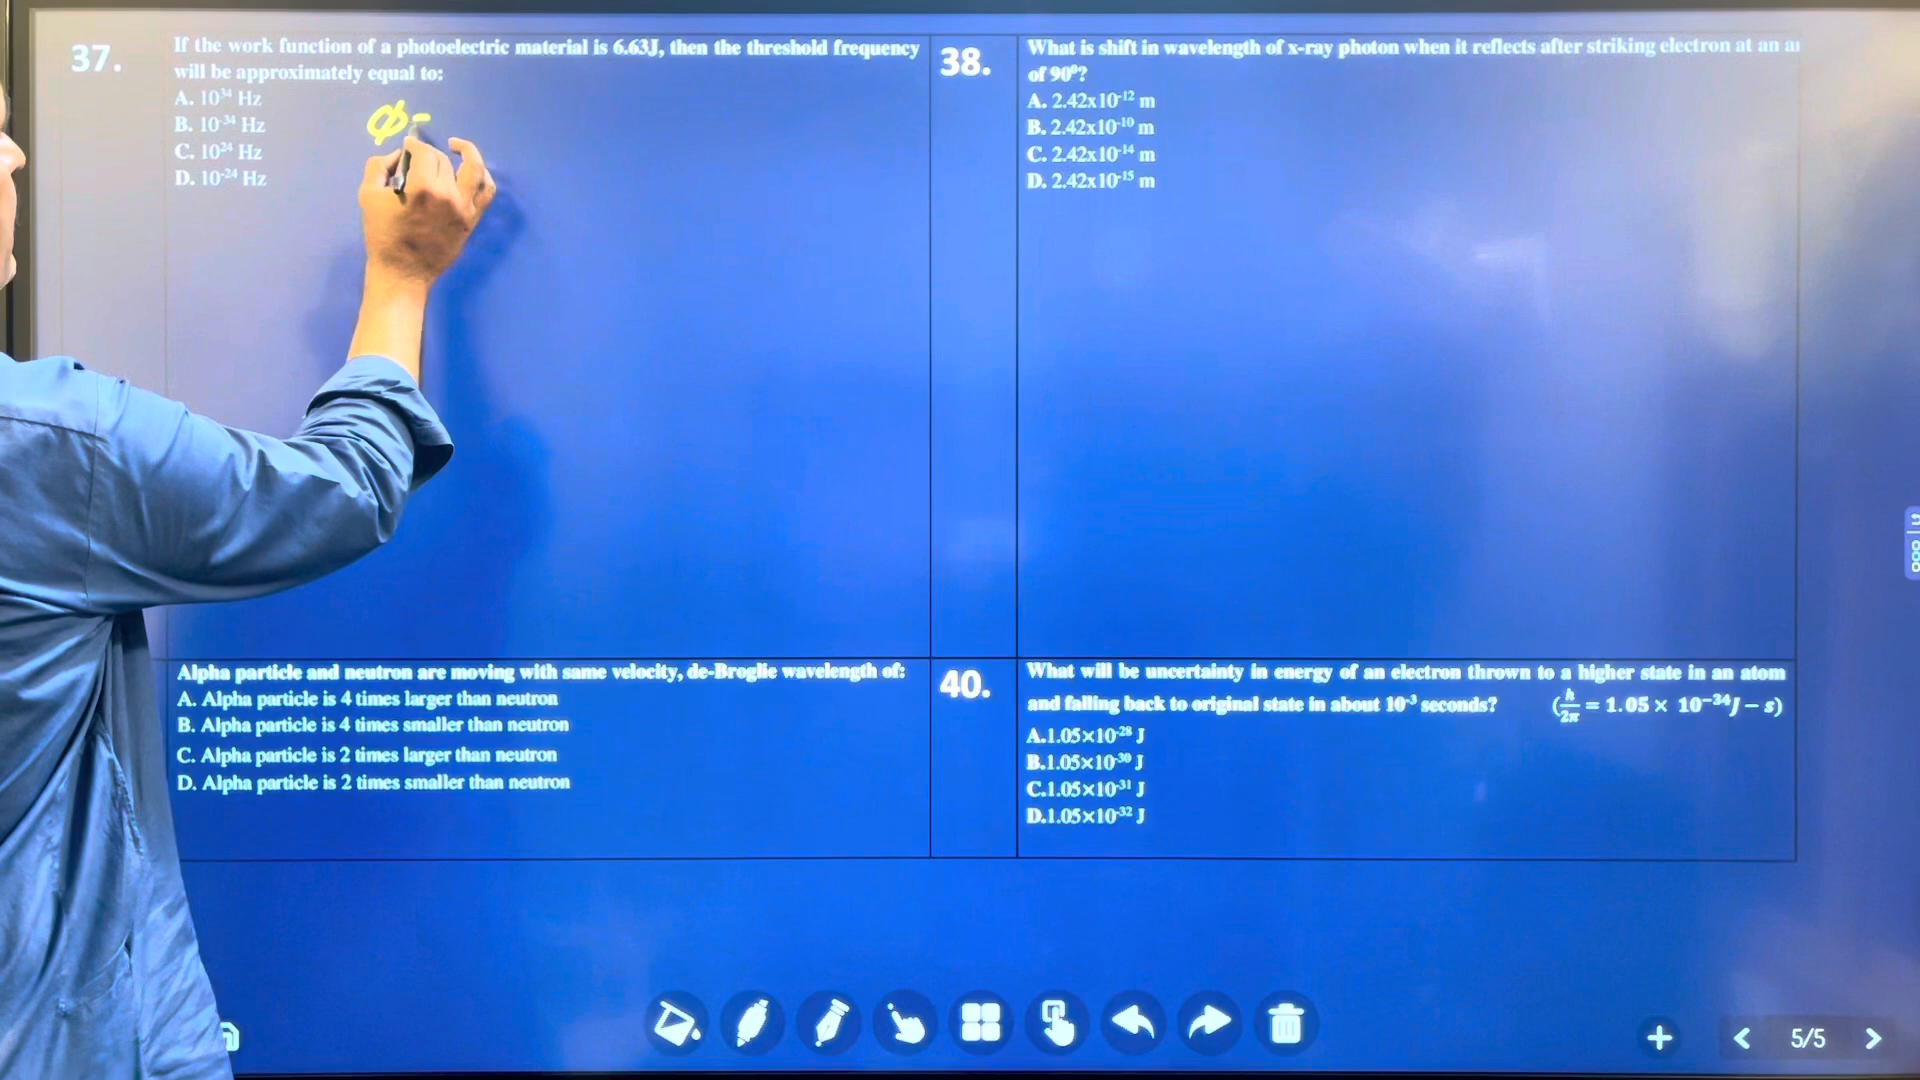 37.
If the work function of a photoelectric material is 6.63J, then the threshold frequency
will be approximately equal to:
A. 10³⁴ Hz
B. 10⁻³⁴ Hz
C. 10²⁴ Hz
D. 10⁻²⁴ Hz
Ø -
38.
What is shift in wavelength of x-ray photon when it reflects after striking electron at an
of 90⁰?
A. 2.42x10⁻¹² m
B. 2.42x10⁻¹⁰ m
C. 2.42x10⁻¹⁴ m
D. 2.42x10⁻¹⁵ m
Alpha particle and neutron are moving with same velocity, de-Broglie wavelength of:
A. Alpha particle is 4 times larger than neutron
B. Alpha particle is 4 times smaller than neutron
C. Alpha particle is 2 times larger than neutron
D. Alpha particle is 2 times smaller than neutron
40.
What will be uncertainty in energy of an electron thrown to a higher state in an atom
and falling back to original state in about 10⁻³ seconds? (h/2π = 1.05 × 10⁻³⁴J − s)
A.1.05×10⁻²⁸ J
B.1.05×10⁻³⁰ J
C.1.05×10⁻³¹ J
D.1.05×10⁻³² J
5/5